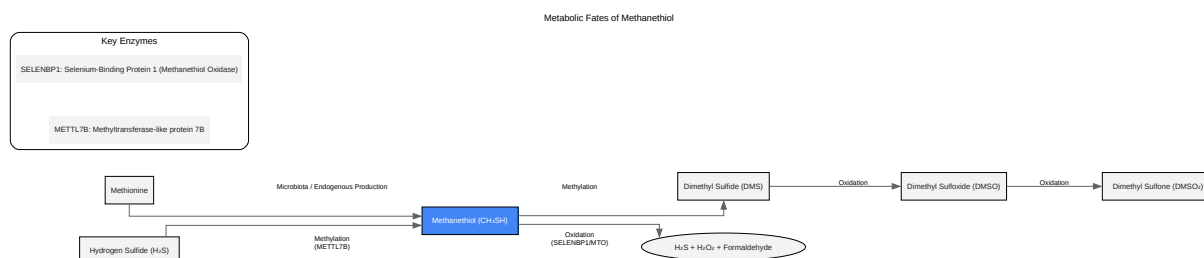 Metabolic Fates of Methanethiol
Key Enzymes
SELENBP1: Selenium-Binding Protein 1 (Methanethiol Oxidase)
METTL7B: Methyltransferase-like protein 7B
Methionine
Microbiota / Endogenous Production
Methylation
Dimethyl Sulfide (DMS)
Oxidation
Dimethyl Sulfoxide (DMSO)
Oxidation
Dimethyl Sulfone (DMSO₂)
Methanethiol (CH₃SH)
Hydrogen Sulfide (H₂S)
Methylation
(METTL7B)
Oxidation
(SELENBP1/MTO)
H₂S + H₂O₂ + Formaldehyde